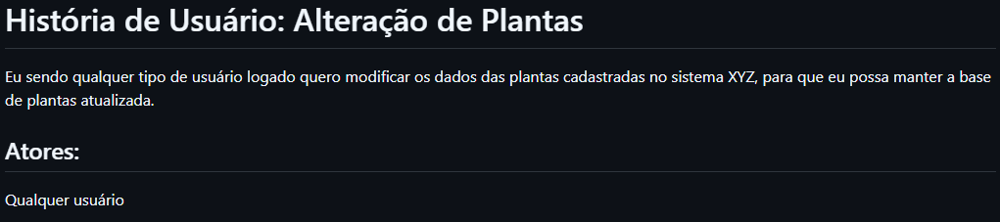 História de Usuário: Alteração de Plantas
Eu sendo qualquer tipo de usuário logado quero modificar os dados das plantas cadastradas no sistema XYZ, para que eu possa manter a base
de plantas atualizada.
Atores:
Qualquer usuário